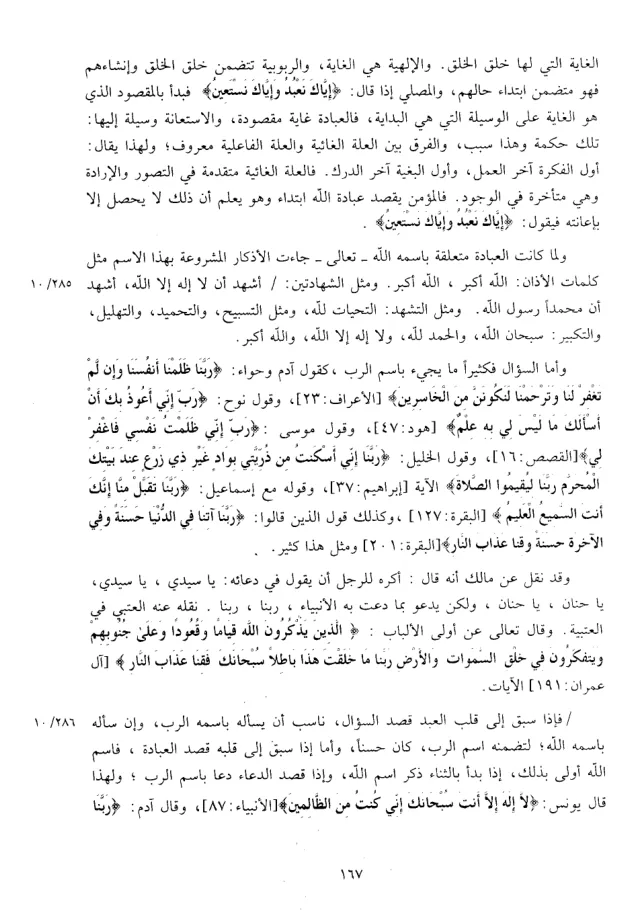 الغاية التي لها خلق الخلق. والإلهية هي الغاية، والربوبية تتضمن خلق الخلق وإنشاءهم
فهو متضمن ابتداء حالهم، والمصلي إذا قال: ﴿إِيَّاكَ نَعْبُدُ وَإِيَّاكَ نَسْتَعِينُ﴾ فبدأ بالمقصود الذي
هو الغاية على الوسيلة التي هي البداية، فالعبادة غاية مقصودة، والاستعانة وسيلة إليها:
تلك حكمة وهذا سبب، والفرق بين العلة الغائية والعلة الفاعلية معروف؛ ولهذا يقال:
أول الفكرة آخر العمل، وأول البغية آخر الدرك. فالعلة الغائية متقدمة في التصور والإرادة
وهي متأخرة في الوجود. فالمؤمن يقصد عبادة الله ابتداء وهو يعلم أن ذلك لا يحصل إلا
بإعانته فيقول: ﴿إِيَّاكَ نَعْبُدُ وَإِيَّاكَ نَسْتَعِينُ﴾ .
ولما كانت العبادة متعلقة باسمه الله ـ تعالى ـ جاءت الأذكار المشروعة بهذا الاسم مثل
كلمات الأذان: الله أكبر ، الله أكبر. ومثل الشهادتين: / أشهد أن لا إله إلا الله، أشهد ١٠/٢٨٥
أن محمداً رسول الله. ومثل التشهد: التحيات لله، ومثل التسبيح، والتحميد، والتهليل،
والتكبير: سبحان الله، والحمد لله، ولا إله إلا الله، والله أكبر.
وأما السؤال فكثيراً ما يجيء باسم الرب ، كقول آدم وحواء: ﴿رَبَّنَا ظَلَمْنَا أَنفُسَنَا وَإِن لَّمْ
تَغْفِرْ لَنَا وَتَرْحَمْنَا لَنَكُونَنَّ مِنَ الْخَاسِرِينَ﴾ [الأعراف:٢٣]، وقول نوح: ﴿رَبِّ إِنِّي أَعُوذُ بِكَ أَنْ
أَسْأَلَكَ مَا لَيْسَ لِي بِهِ عِلْمٌ﴾ [هود:٤٧]، وقول موسى :﴿رَبِّ إِنِّي ظَلَمْتُ نَفْسِي فَاغْفِرْ
لِي﴾[القصص:١٦]، وقول الخليل: ﴿رَبَّنَا إِنِّي أَسْكَنتُ مِن ذُرِّيَّتِي بِوَادٍ غَيْرِ ذِي زَرْعٍ عِندَ بَيْتِكَ
الْمُحَرَّمِ رَبَّنَا لِيُقِيمُوا الصَّلاةَ﴾ الآية [إبراهيم:٣٧]، وقوله مع إسماعيل: ﴿رَبَّنَا تَقَبَّلْ مِنَّا إِنَّكَ
أَنتَ السَّمِيعُ الْعَلِيمُ﴾ [البقرة:١٢٧] ،وكذلك قول الذين قالوا: ﴿رَبَّنَا آتِنَا فِي الدُّنْيَا حَسَنَةً وَفِي
الآخِرَةِ حَسَنَةً وَقِنَا عَذَابَ النَّارِ﴾[البقرة:٢٠١] ومثل هذا كثير.
وقد نقل عن مالك أنه قال : أكره للرجل أن يقول في دعائه: يا سيدي ، يا سيدي،
يا حنان ، يا حنان ، ولكن يدعو بما دعت به الأنبياء ، ربنا ، ربنا . نقله عنه العتبي في
العتبية. وقال تعالى عن أولى الألباب : ﴿ الَّذِينَ يَذْكُرُونَ اللَّهَ قِيَامًا وَقُعُودًا وَعَلَىٰ جُنُوبِهِمْ
وَيَتَفَكَّرُونَ فِي خَلْقِ السَّمَوَاتِ وَالأَرْضِ رَبَّنَا مَا خَلَقْتَ هَذَا بَاطِلاً سُبْحَانَكَ فَقِنَا عَذَابَ النَّارِ﴾ [آل
عمران:١٩١] الآيات.
/ فإذا سبق إلى قلب العبد قصد السؤال، ناسب أن يسأله باسمه الرب، وإن سأله ١٠/٢٨٦
باسمه الله؛ لتضمنه اسم الرب، كان حسناً، وأما إذا سبق إلى قلبه قصد العبادة ، فاسم
الله أولى بذلك، إذا بدأ بالثناء ذكر اسم الله، وإذا قصد الدعاء دعا باسم الرب ؛ ولهذا
قال يونس: ﴿لاَ إِلَهَ إِلاَّ أَنتَ سُبْحَانَكَ إِنِّي كُنتُ مِنَ الظَّالِمِينَ﴾[الأنبياء:٨٧]، وقال آدم: ﴿رَبَّنَا
١٦٧